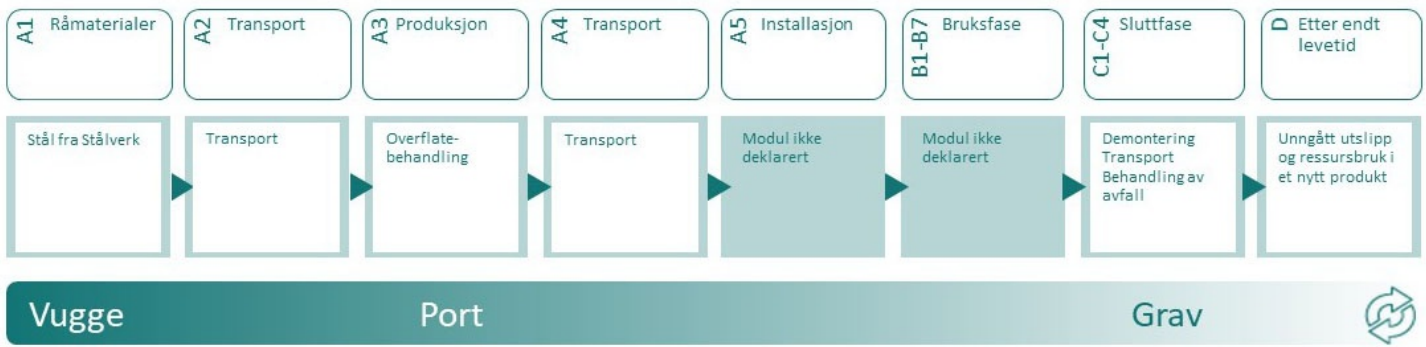 A1 Råmaterialer
A2 Transport
A3 Produksjon
A4 Transport
A5 Installasjon
B1-B7 Bruksfase
C1-C4 Sluttfase
D Etter endt
levetid
Stål fra Stålverk
Transport
Overflate-
behandling
Transport
Modul ikke
deklarert
Modul ikke
deklarert
Demontering
Transport
Behandling av
avfall
Unngått utslipp
og ressursbruk i
et nytt produkt
Vugge
Port
Grav